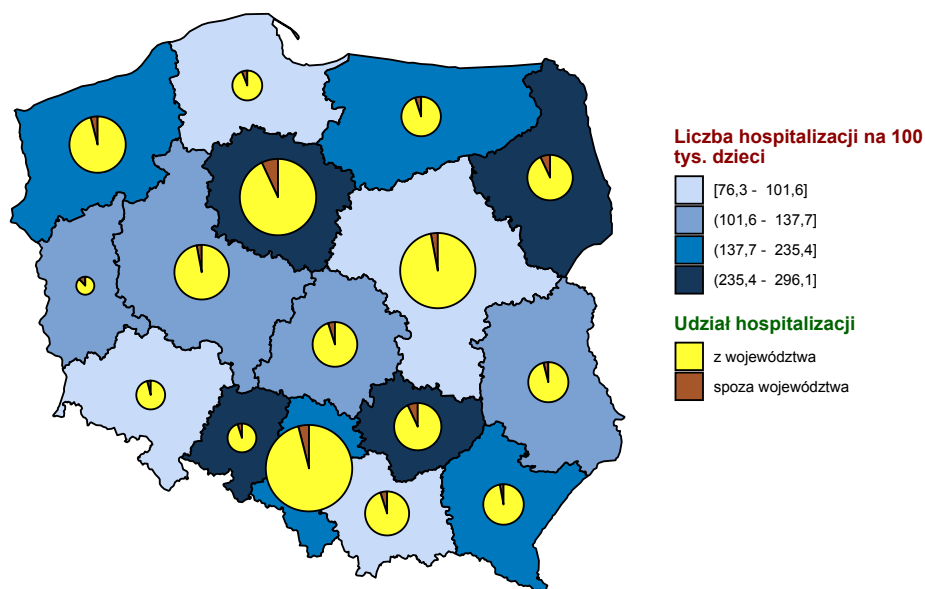 Liczba hospitalizacji na 100
tys. dzieci
[76,3 - 101,6]
(101,6 - 137,7]
(137,7 - 235,4]
(235,4 - 296,1]
Udział hospitalizacji
z województwa
spoza województwa